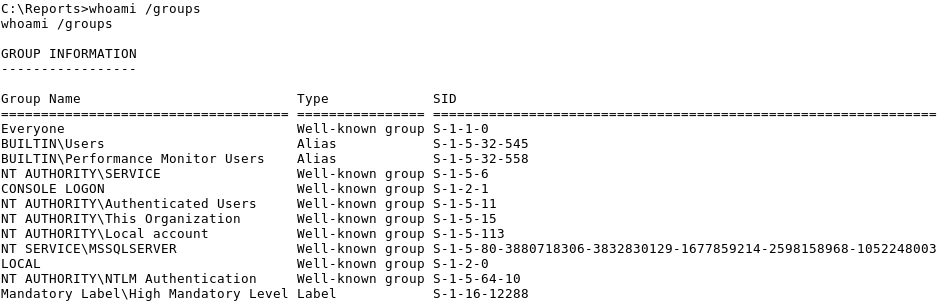 C:\Reports>whoami /groups
whoami /groups

GROUP INFORMATION
-----------------

Group Name                           Type             SID
==================================== ================ ===============================================================
Everyone                             Well-known group S-1-1-0
BUILTIN\Users                        Alias            S-1-5-32-545
BUILTIN\Performance Monitor Users    Alias            S-1-5-32-558
NT AUTHORITY\SERVICE                 Well-known group S-1-5-6
CONSOLE LOGON                        Well-known group S-1-2-1
NT AUTHORITY\Authenticated Users     Well-known group S-1-5-11
NT AUTHORITY\This Organization       Well-known group S-1-5-15
NT AUTHORITY\Local account           Well-known group S-1-5-113
NT SERVICE\MSSQLSERVER               Well-known group S-1-5-80-3880718306-3832830129-1677859214-2598158968-1052248003
LOCAL                                Well-known group S-1-2-0
NT AUTHORITY\NTLM Authentication     Well-known group S-1-5-64-10
Mandatory Label\High Mandatory Level Label            S-1-16-12288